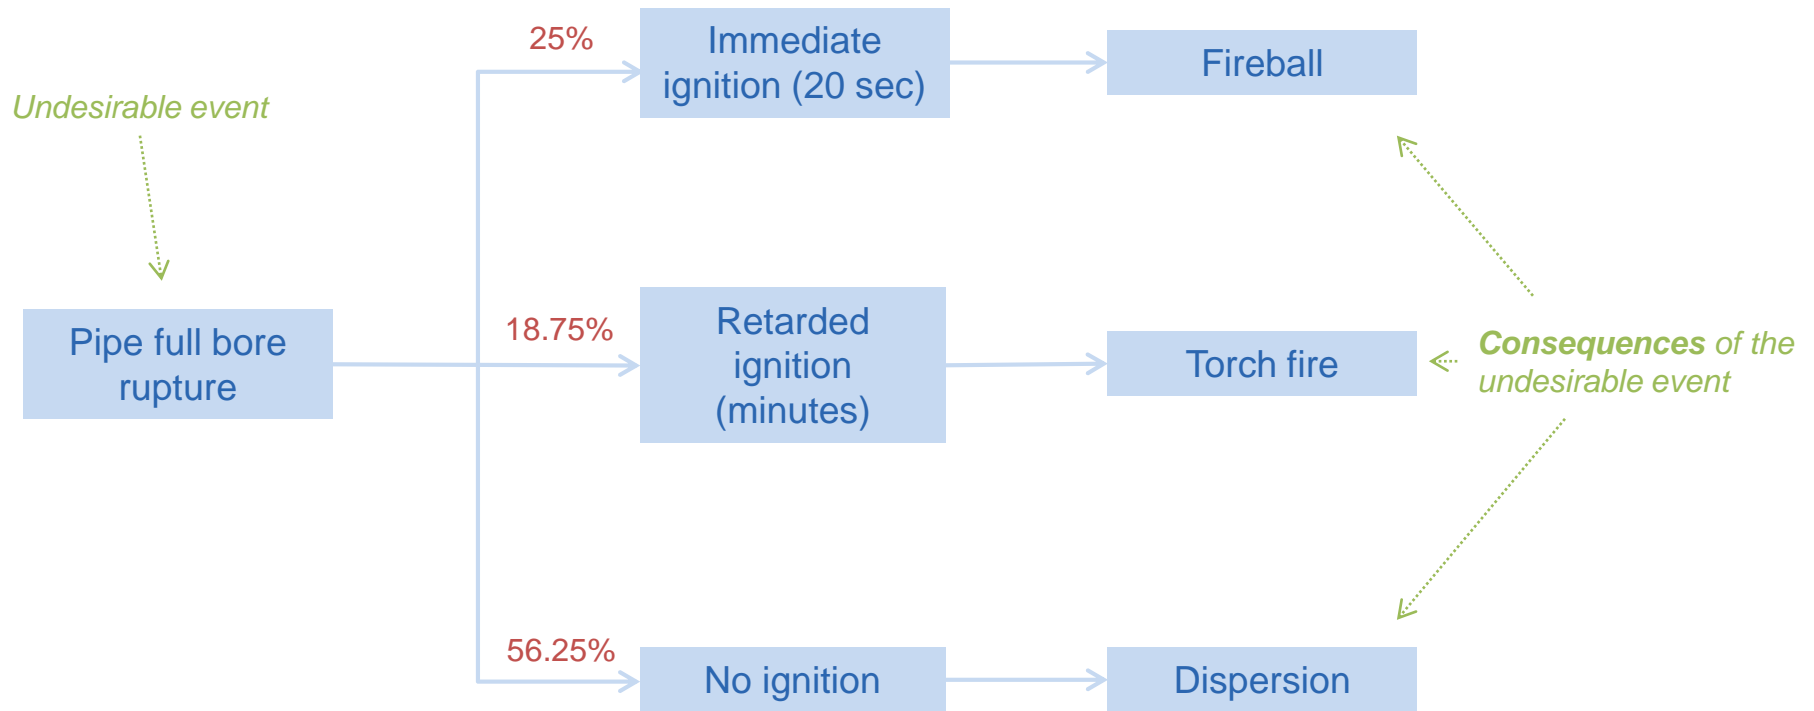 Undesirable event
Pipe full bore
rupture
25%
Immediate
ignition (20 sec)
Fireball
18.75%
Retarded
ignition
(minutes)
Torch fire
Consequences of the
undesirable event
56.25%
No ignition
Dispersion